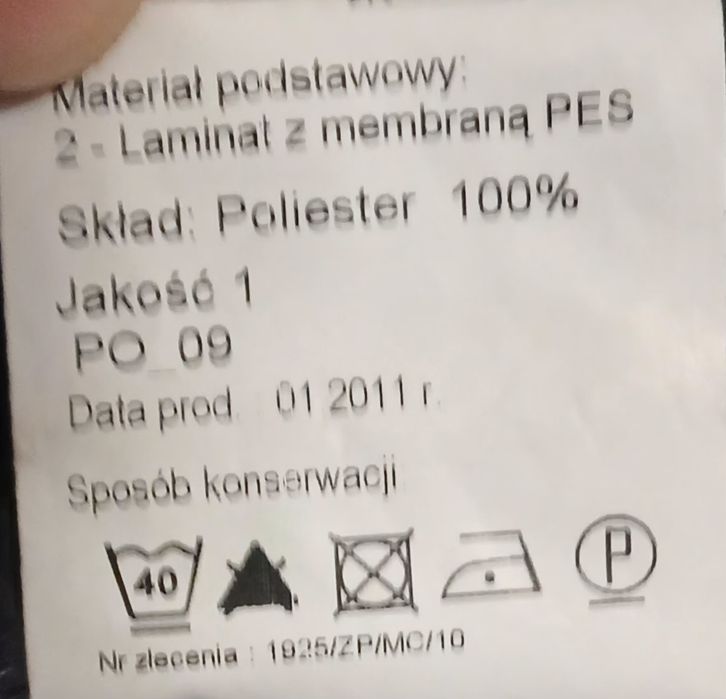 Materiał podstawowy:
2 - Laminat z membraną PES
Skład: Poliester 100%
Jakość 1
PO_09
Data prod. 01 2011 r.
Sposób konserwacji
40 P
Nr zlecenia : 1925/ZP/MC/10